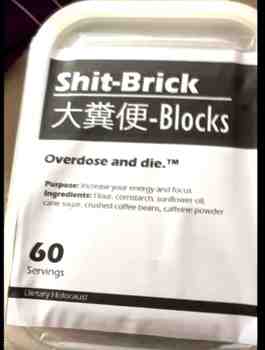 Shit-Brick
大糞便-Blocks
Overdose and die.™
Purpose: Increase your energy and focus
Ingredients: Flour, cornstarch, sunflower oil,
cane sugar, crushed coffee beans, caffeine powder
60
Servings
Dietary Holocaust